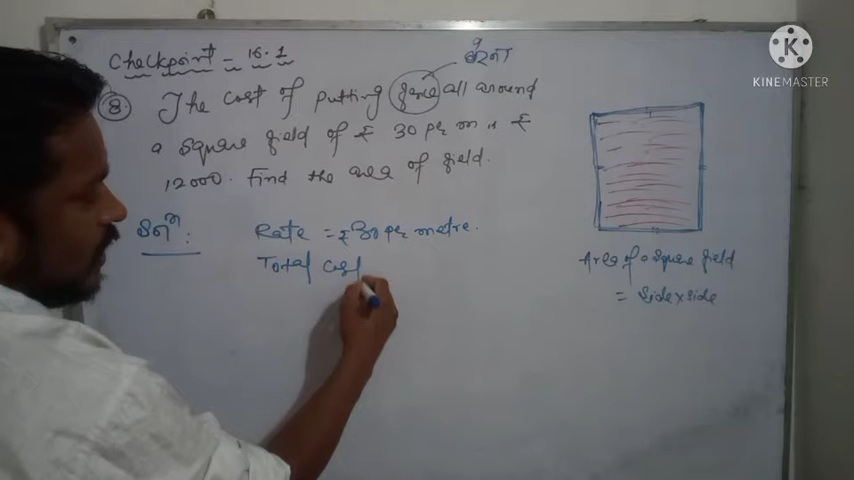 Checkpoint - 16.1
घेरना
⑧ The cost of putting fence all around
a square field of ₹ 30 per m is ₹
12000. Find the area of field.
Rate = ₹30 per metre.
Total cost
Area of a square field
= side×side
K
KINEMASTER